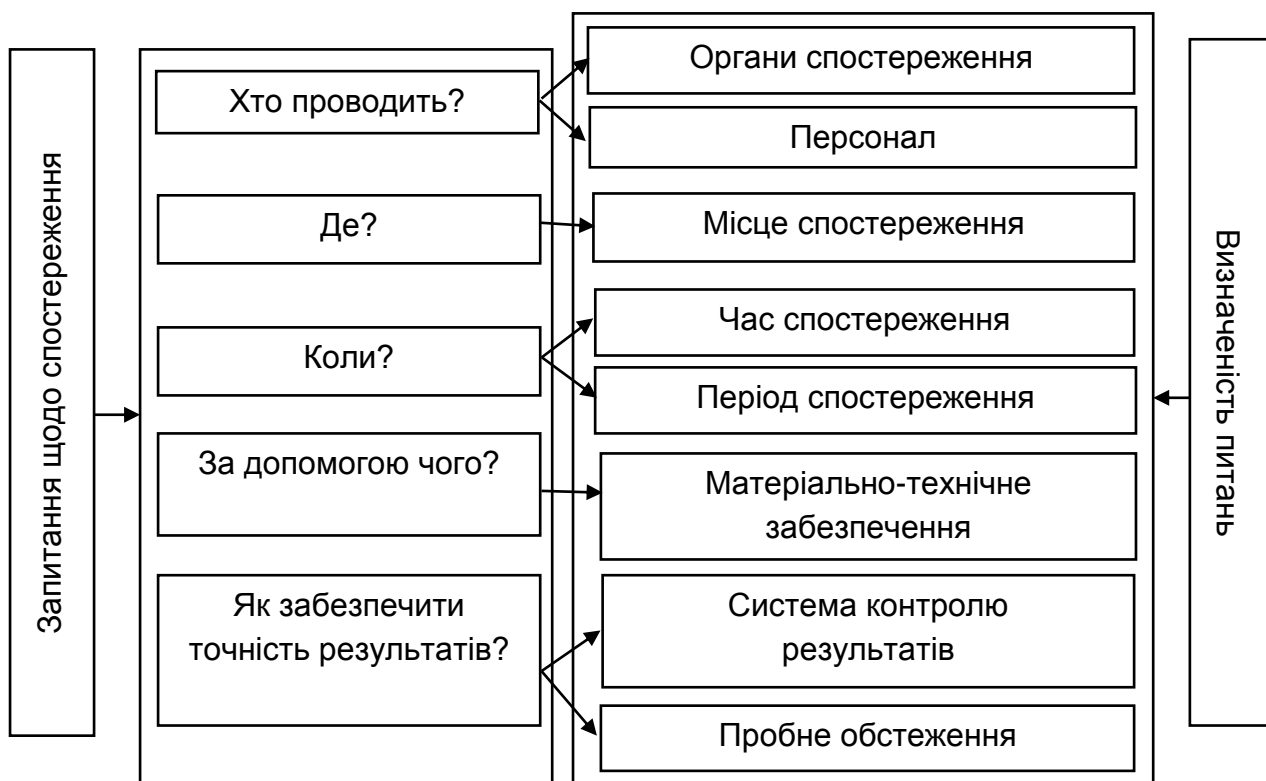 Запитання щодо спостереження
Хто проводить?
Органи спостереження
Персонал
Де?
Місце спостереження
Коли?
Час спостереження
Період спостереження
За допомогою чого?
Матеріально-технічне
забезпечення
Як забезпечити
точність результатів?
Система контролю
результатів
Пробне обстеження
Визначеність питань